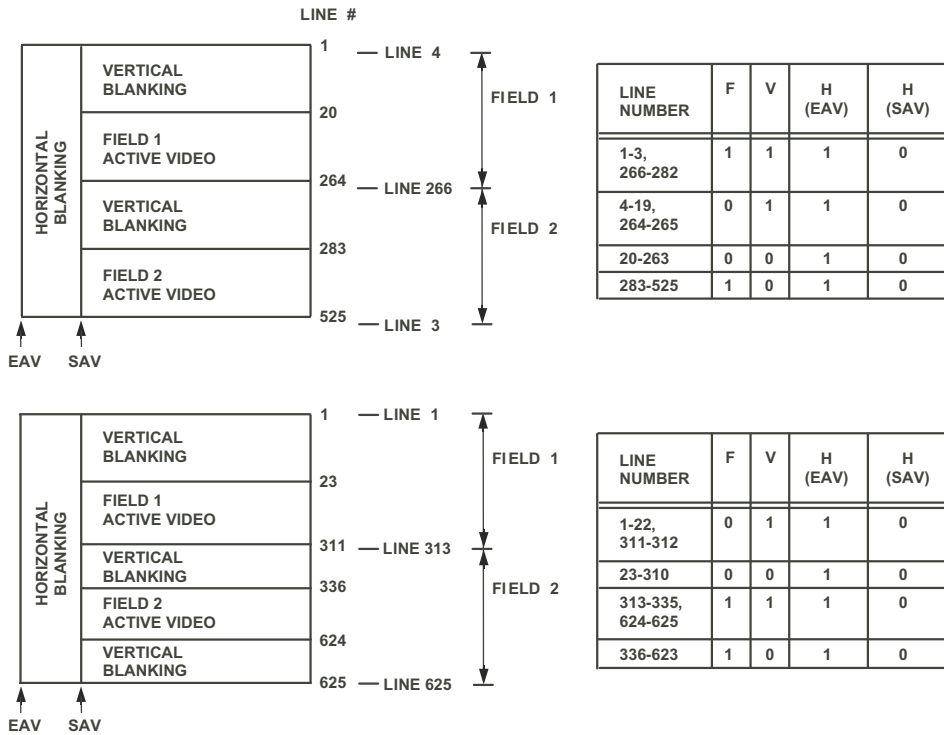 LINE #
1
LINE 4
VERTICAL
BLANKING
FIELD 1
20
FIELD 1
ACTIVE VIDEO
HORIZONTAL
BLANKING
264
LINE 266
VERTICAL
BLANKING
FIELD 2
283
FIELD 2
ACTIVE VIDEO
525
LINE 3
EAV SAV
LINE NUMBER F V H (EAV) H (SAV)
1-3, 266-282 1 1 1 0
4-19, 264-265 0 1 1 0
20-263 0 0 1 0
283-525 1 0 1 0
1
LINE 1
VERTICAL
BLANKING
FIELD 1
23
FIELD 1
ACTIVE VIDEO
HORIZONTAL
BLANKING
311
LINE 313
VERTICAL
BLANKING
336
FIELD 2
FIELD 2
ACTIVE VIDEO
624
VERTICAL
BLANKING
625
LINE 625
EAV SAV
LINE NUMBER F V H (EAV) H (SAV)
1-22, 311-312 0 1 1 0
23-310 0 0 1 0
313-335, 624-625 1 1 1 0
336-623 1 0 1 0